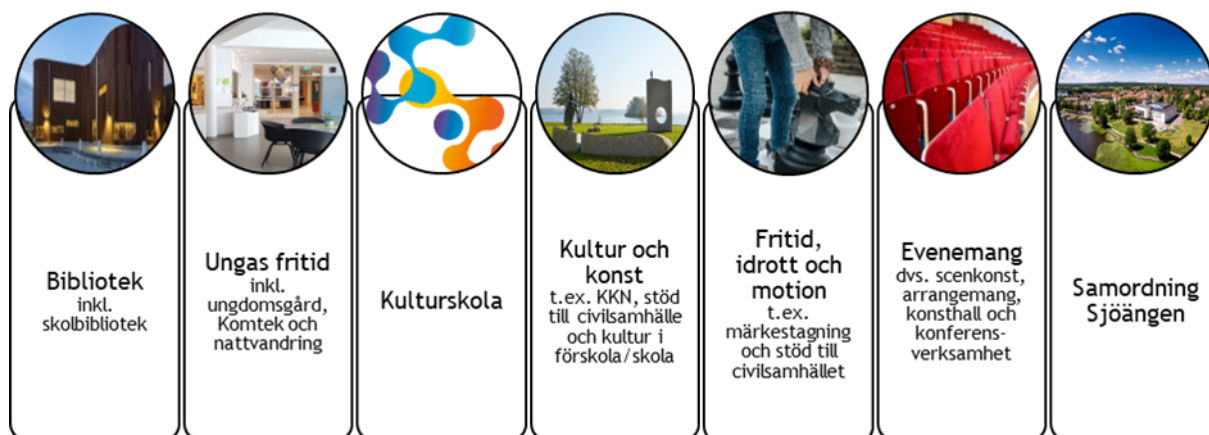 Bibliotek
inkl.
skolbibliotek
Ungas fritid
inkl.
ungdomsgård,
Komtek och
nattvandring
Kulturskola
Kultur och
konst
t.ex. KKN, stöd
till civilsamhälle
och kultur i
förskola/skola
Fritid,
idrott och
motion
t.ex.
märkestagning
och stöd till
civilsamhället
Evenemang
dvs. scenkonst,
arrangemang,
konsthall och
konferens-
verksamhet
Samordning
Sjöängen